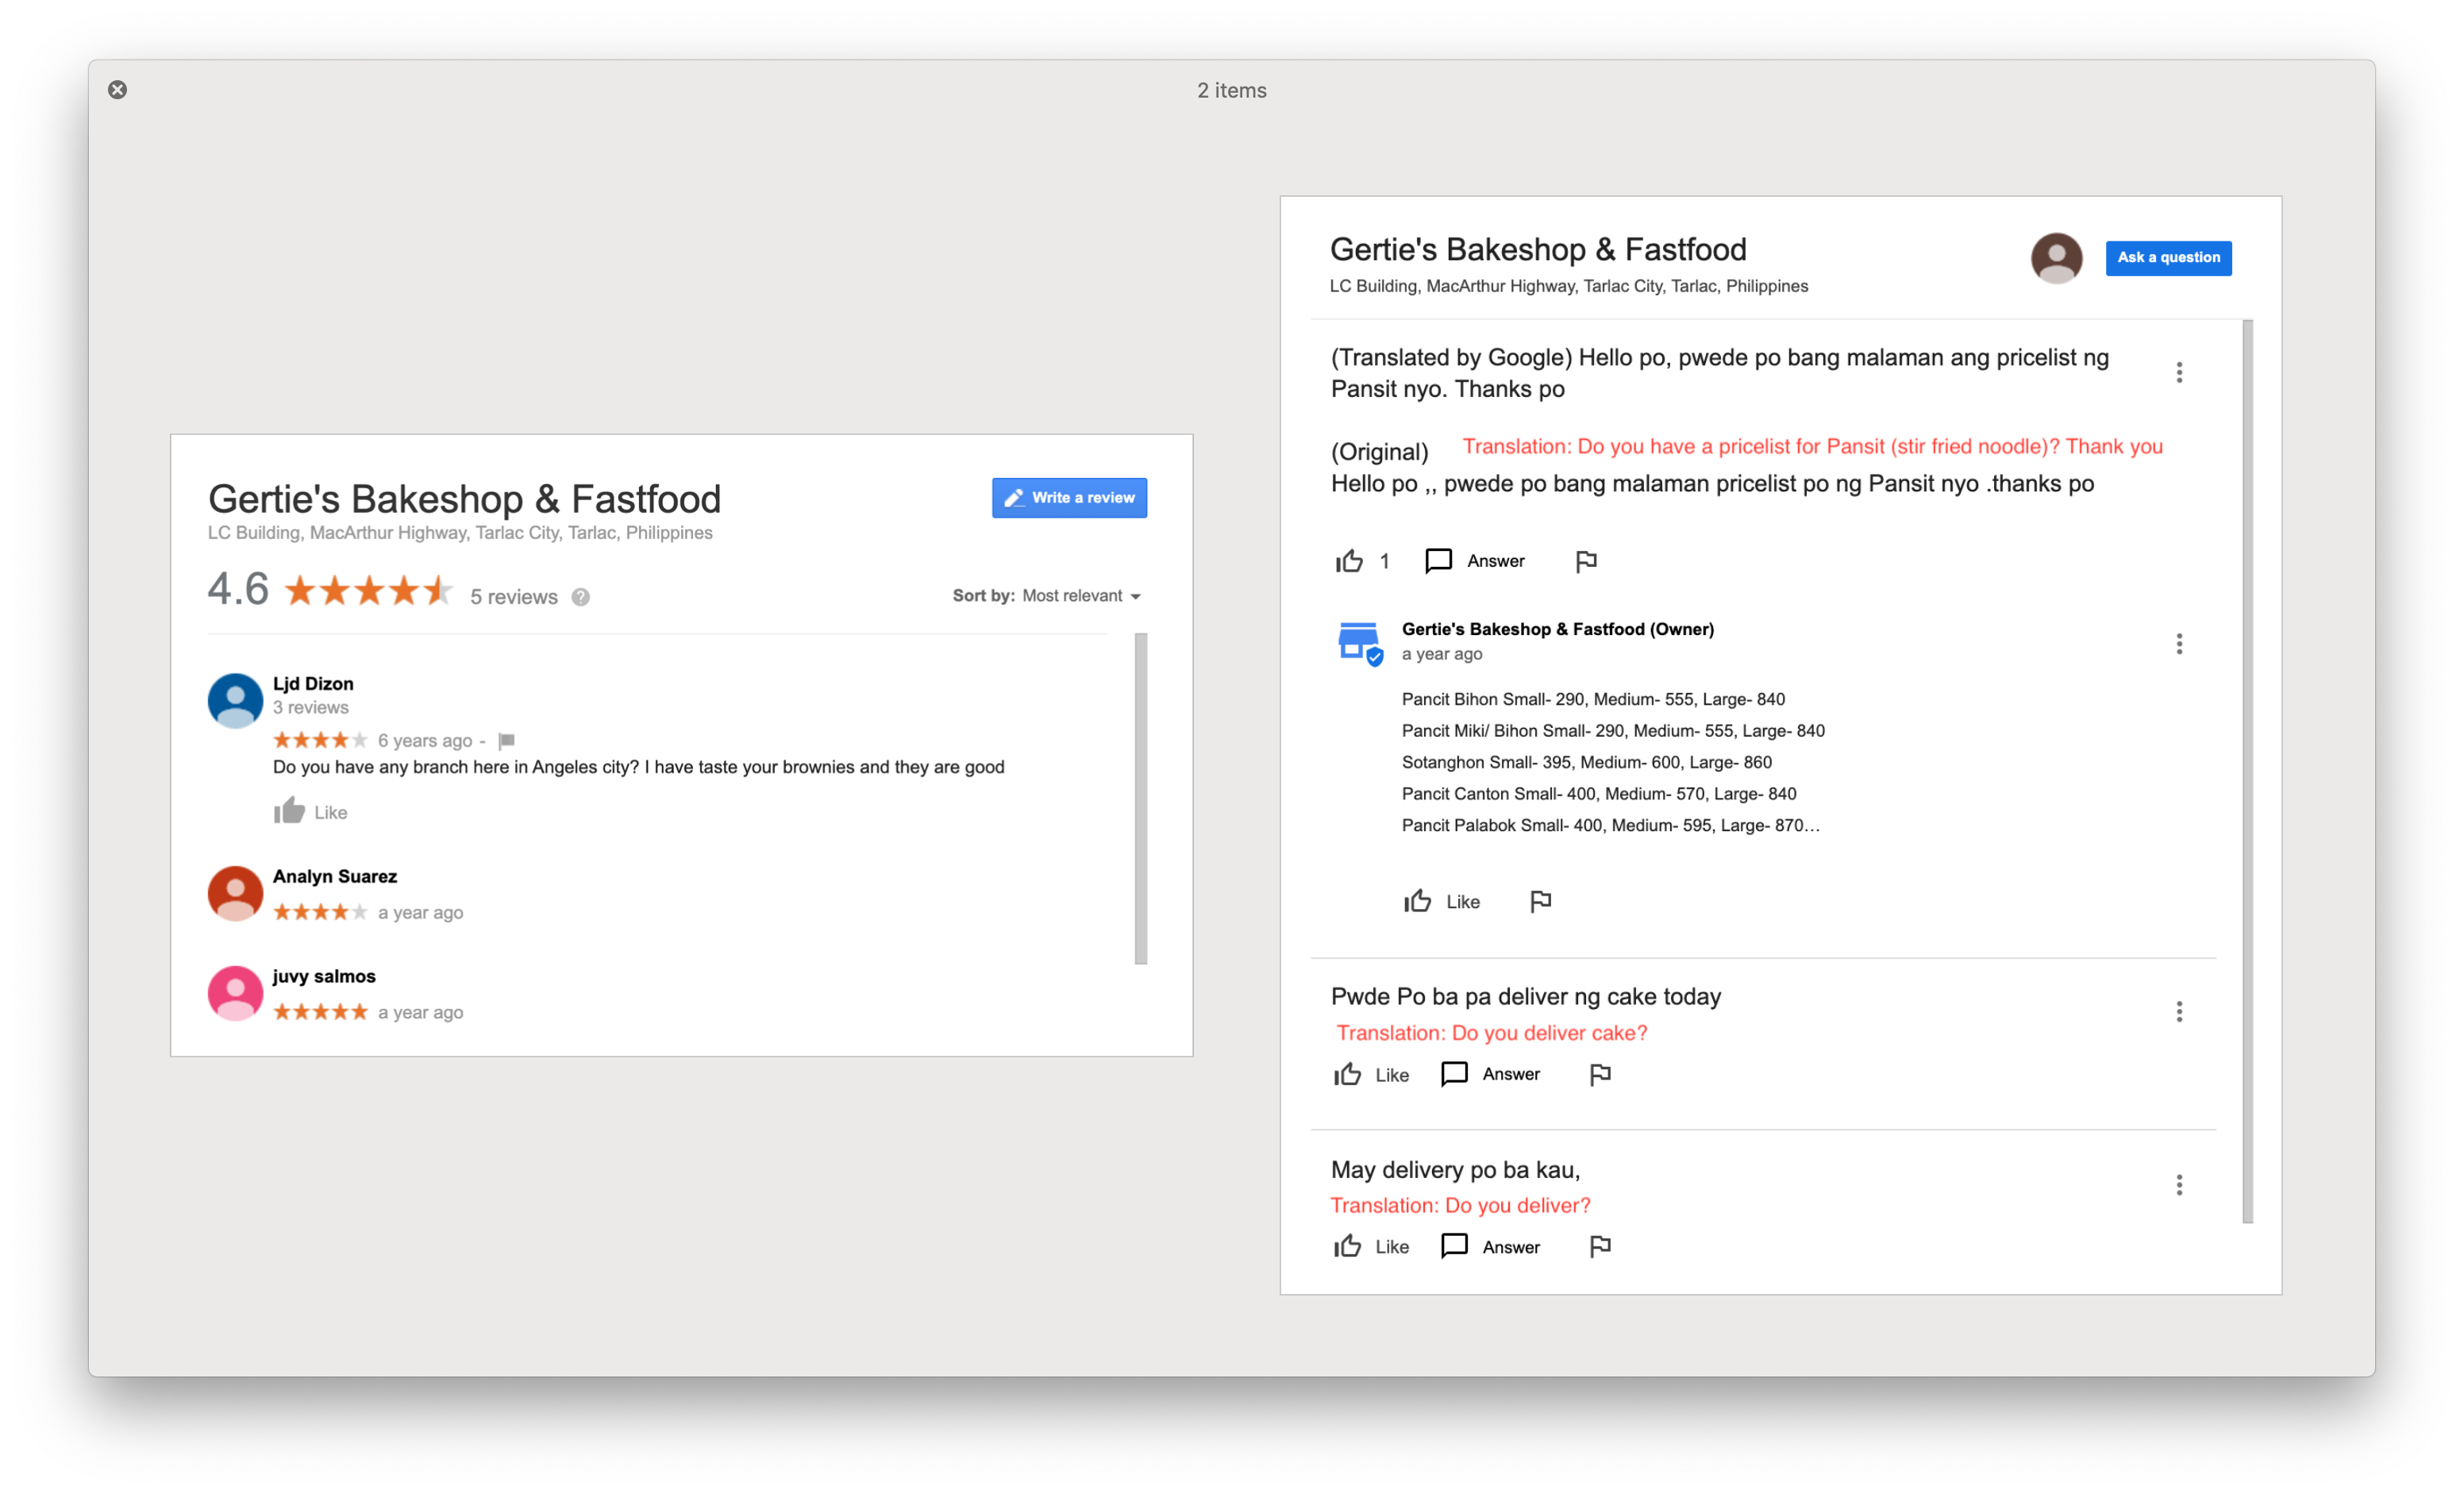 2 items
Gertie's Bakeshop & Fastfood
Write a review
LC Building, MacArthur Highway, Tarlac City, Tarlac, Philippines
4.6
5 reviews
Sort by: Most relevant
Ljd Dizon
3 reviews
6 years ago -
Do you have any branch here in Angeles city? I have taste your brownies and they are good
Like
Analyn Suarez
a year ago
juvy salmos
a year ago
Gertie's Bakeshop & Fastfood
Ask a question
LC Building, MacArthur Highway, Tarlac City, Tarlac, Philippines
(Translated by Google) Hello po, pwede po bang malaman ang pricelist ng
Pansit nyo. Thanks po
(Original)
Translation: Do you have a pricelist for Pansit (stir fried noodle)? Thank you
Hello po ,, pwede po bang malaman pricelist po ng Pansit nyo .thanks po
1 Answer
Gertie's Bakeshop & Fastfood (Owner)
a year ago
Pancit Bihon Small- 290, Medium- 555, Large- 840
Pancit Miki/ Bihon Small- 290, Medium- 555, Large- 840
Sotanghon Small- 395, Medium- 600, Large- 860
Pancit Canton Small- 400, Medium- 570, Large- 840
Pancit Palabok Small- 400, Medium- 595, Large- 870…
Like
Pwde Po ba pa deliver ng cake today
Translation: Do you deliver cake?
Like Answer
May delivery po ba kau,
Translation: Do you deliver?
Like Answer